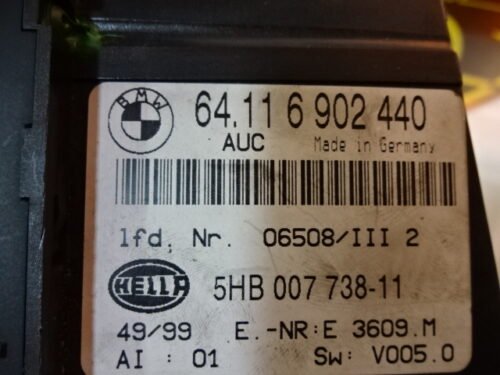 BMW 64.11 6 902 440
AUC Made in Germany
lfd. Nr. 06508/III 2
HELLA 5HB 007 738-11
49/99 E.-NR:E 3609.M
AI : 01 Sw: V005.0